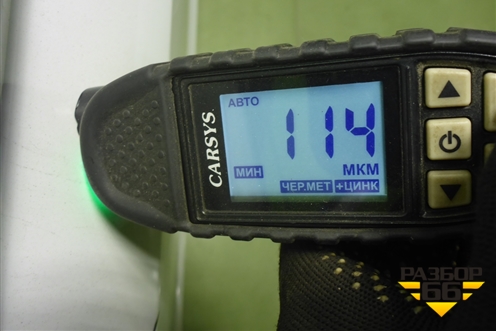 CARSYS
АВТО
114
МИН
МКМ
ЧЕР.МЕТ +ЦИНК
РАЗБОР
66